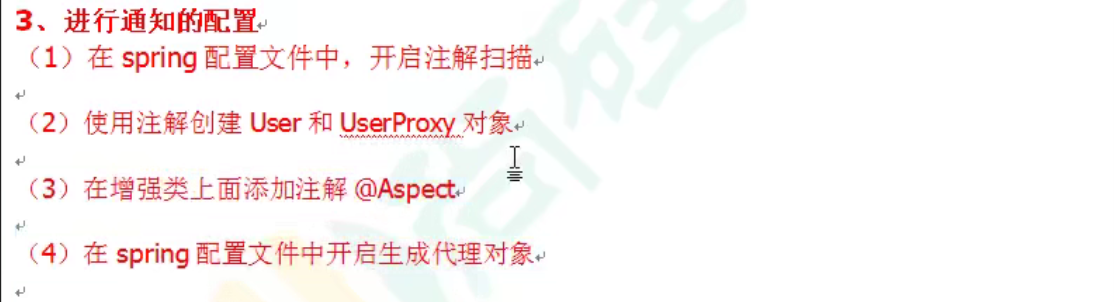 3、进行通知的配置
（1）在 spring 配置文件中，开启注解扫描
（2）使用注解创建 User 和 UserProxy 对象
（3）在增强类上面添加注解 @Aspect
（4）在 spring 配置文件中开启生成代理对象